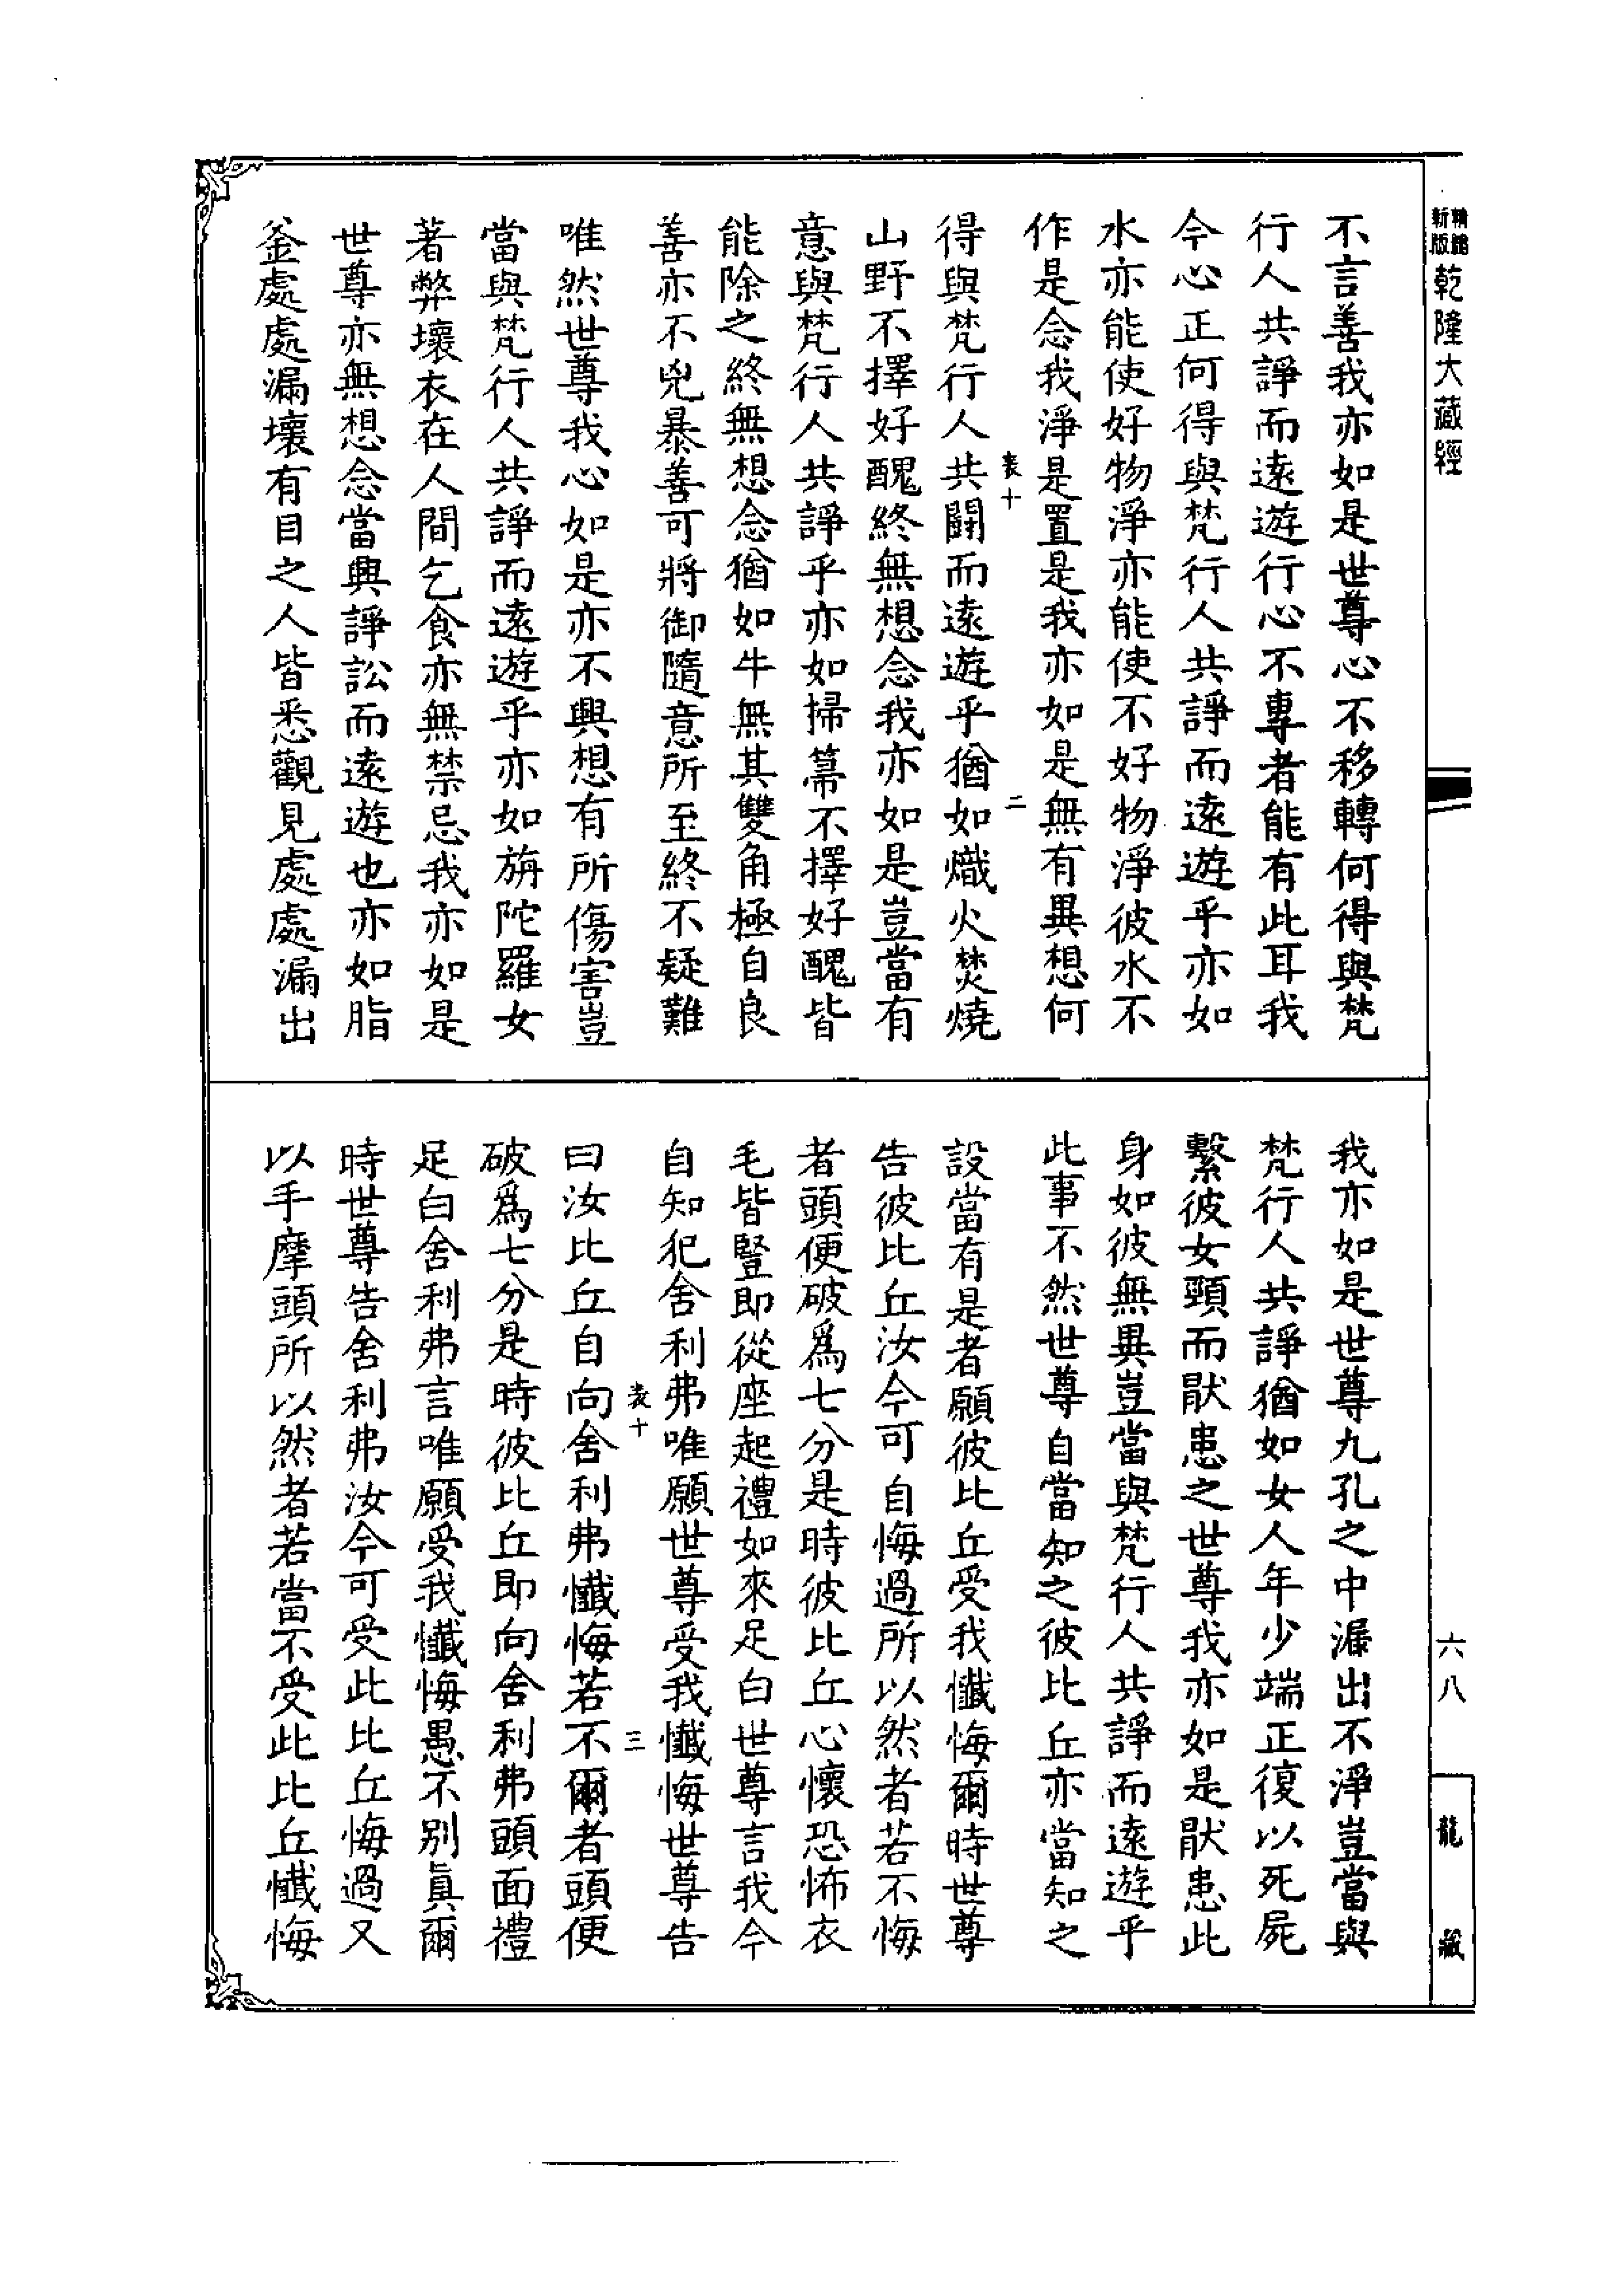 精縮新版乾隆大藏經
不言善我亦如是世尊心不移轉何得與梵
行人共諍而遠遊行心不專者能有此耳我
今心正何得與梵行人共諍而遠遊乎亦如
水亦能使好物淨亦能使不好物淨彼水不
作是念我淨是置是我亦如是無有異想何
表十 二
得與梵行人共鬪而遠遊乎猶如熾火焚燒
山野不擇好醜終無想念我亦如是豈當有
意與梵行人共諍乎亦如掃箒不擇好醜皆
能除之終無想念猶如牛無其雙角極自良
善亦不兇暴善可將御隨意所至終不疑難
唯然世尊我心如是亦不興想有所傷害豈
當與梵行人共諍而遠遊乎亦如旃陀羅女
著弊壞衣在人間乞食亦無禁忌我亦如是
世尊亦無想念當興諍訟而遠遊也亦如脂
釜處處漏壞有目之人皆悉觀見處處漏出
我亦如是世尊九孔之中漏出不淨豈當與
梵行人共諍猶如女人年少端正復以死屍
繫彼女頸而厭患之世尊我亦如是厭患此
身如彼無異豈當與梵行人共諍而遠遊乎
此事不然世尊自當知之彼比丘亦當知之
設當有是者願彼比丘受我懺悔爾時世尊
告彼比丘汝今可自悔過所以然者若不悔
者頭便破爲七分是時彼比丘心懷恐怖衣
毛皆豎即從座起禮如來足白世尊言我今
自知犯舍利弗唯願世尊受我懺悔世尊告
表十 三
曰汝比丘自向舍利弗懺悔若不爾者頭便
破爲七分是時彼比丘即向舍利弗頭面禮
足白舍利弗言唯願受我懺悔愚不別眞爾
時世尊告舍利弗汝今可受此比丘悔過又
以手摩頭所以然者若當不受此比丘懺悔
六八
龍藏